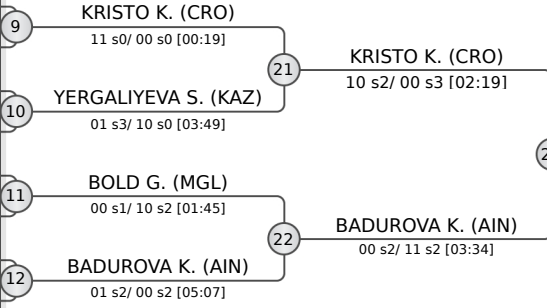 KRISTO K. (CRO)
9
11 s0/ 00 s0 [00:19]
21
KRISTO K. (CRO)
10 s2/ 00 s3 [02:19]
YERGALIYEVA S. (KAZ)
10
01 s3/ 10 s0 [03:49]
BOLD G. (MGL)
11
00 s1/ 10 s2 [01:45]
22
BADUROVA K. (AIN)
00 s2/ 11 s2 [03:34]
BADUROVA K. (AIN)
12
01 s2/ 00 s2 [05:07]